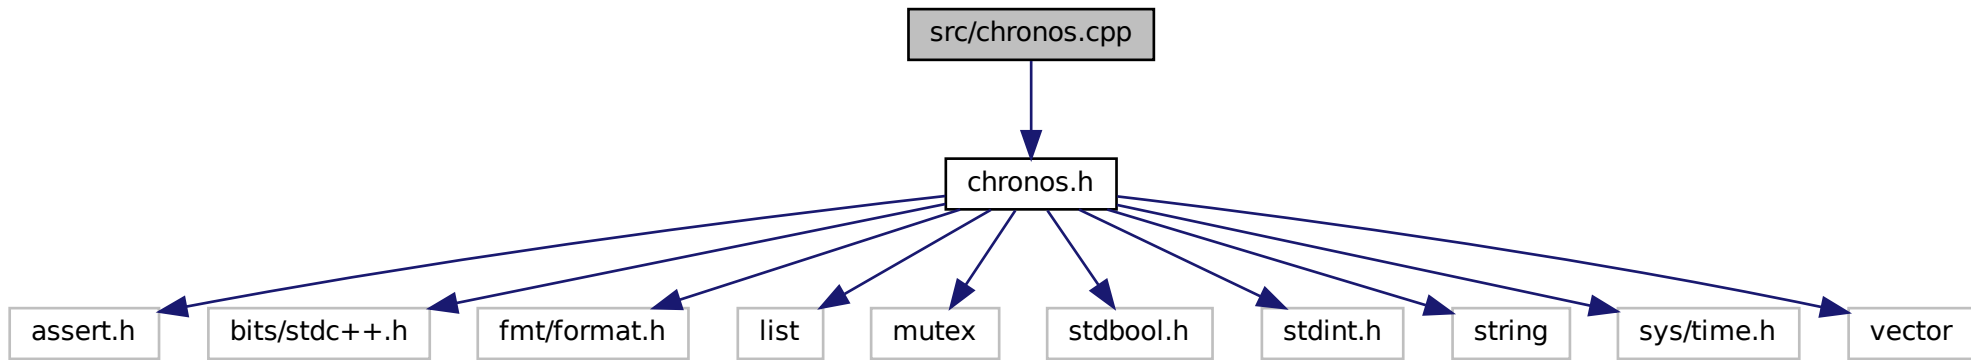 src/chronos.cpp
chronos.h
assert.h
bits/stdc++.h
fmt/format.h
list
mutex
stdbool.h
stdint.h
string
sys/time.h
vector